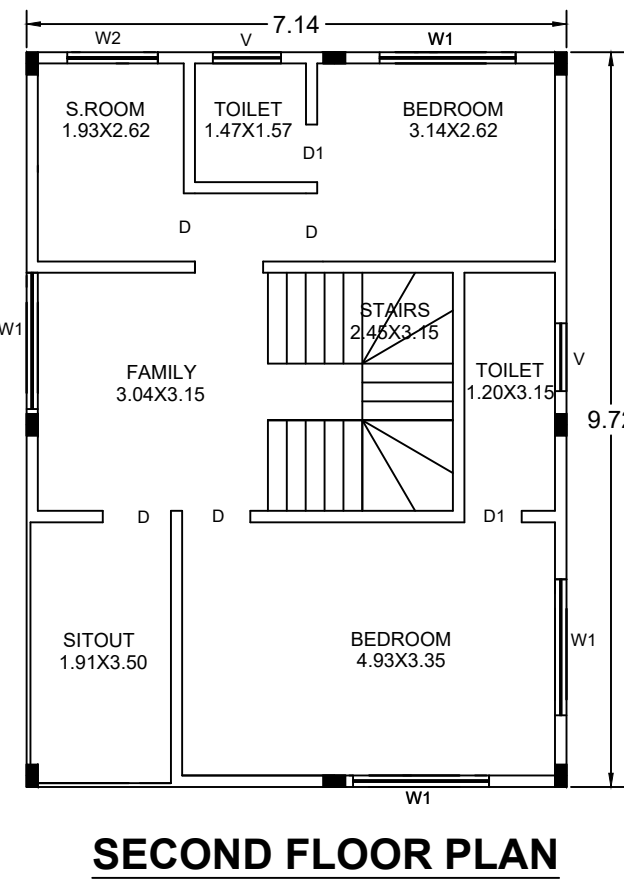 7.14
W2
V
W1
S.ROOM
1.93X2.62
TOILET
1.47X1.57
BEDROOM
3.14X2.62
D1
D
D
STAIRS
2.45X3.15
W1
FAMILY
3.04X3.15
TOILET
1.20X3.15
V
9.72
D
D
D1
SITOUT
1.91X3.50
BEDROOM
4.93X3.35
W1
W1
SECOND FLOOR PLAN